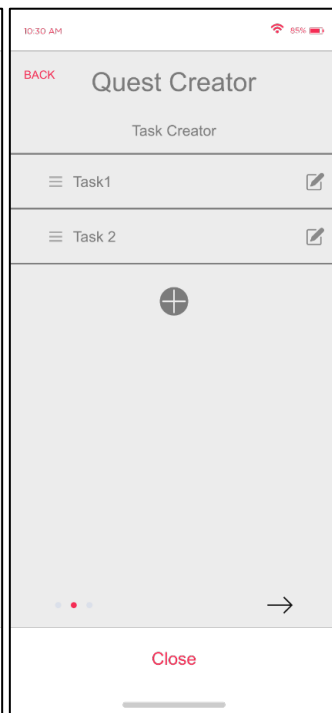 10:30 AM 85%
BACK
Quest Creator
Task Creator
Task1
Task 2
Close